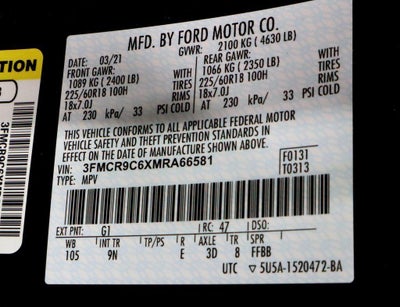 MFD. BY FORD MOTOR CO.
DATE: 03/21 GVWR: 2100 KG (4630 LB)
FRONT GAWR: REAR GAWR:
1089 KG (2400 LB) WITH 1066 KG (2350 LB) WITH
225/60R18 100H TIRES 225/60R18 100H TIRES
18x7.0J RIMS 18x7.0J RIMS
AT 230 kPa/ 33 PSI COLD AT 230 kPa/ 33 PSI COLD
THIS VEHICLE CONFORMS TO ALL APPLICABLE FEDERAL MOTOR
VEHICLE SAFETY AND THEFT PREVENTION STANDARDS
IN EFFECT ON THE DATE OF MANUFACTURE SHOWN ABOVE.
VIN: 3FMCR9C6XMRA66581 F0131
TYPE: MPV T0313
EXT PNT: G1 RC: 47 DSO:
WB INT TR TP/PS R AXLE TR SPR
105 9N E 3D 8 FFBB
UTC 5U5A-1520472-BA
TION